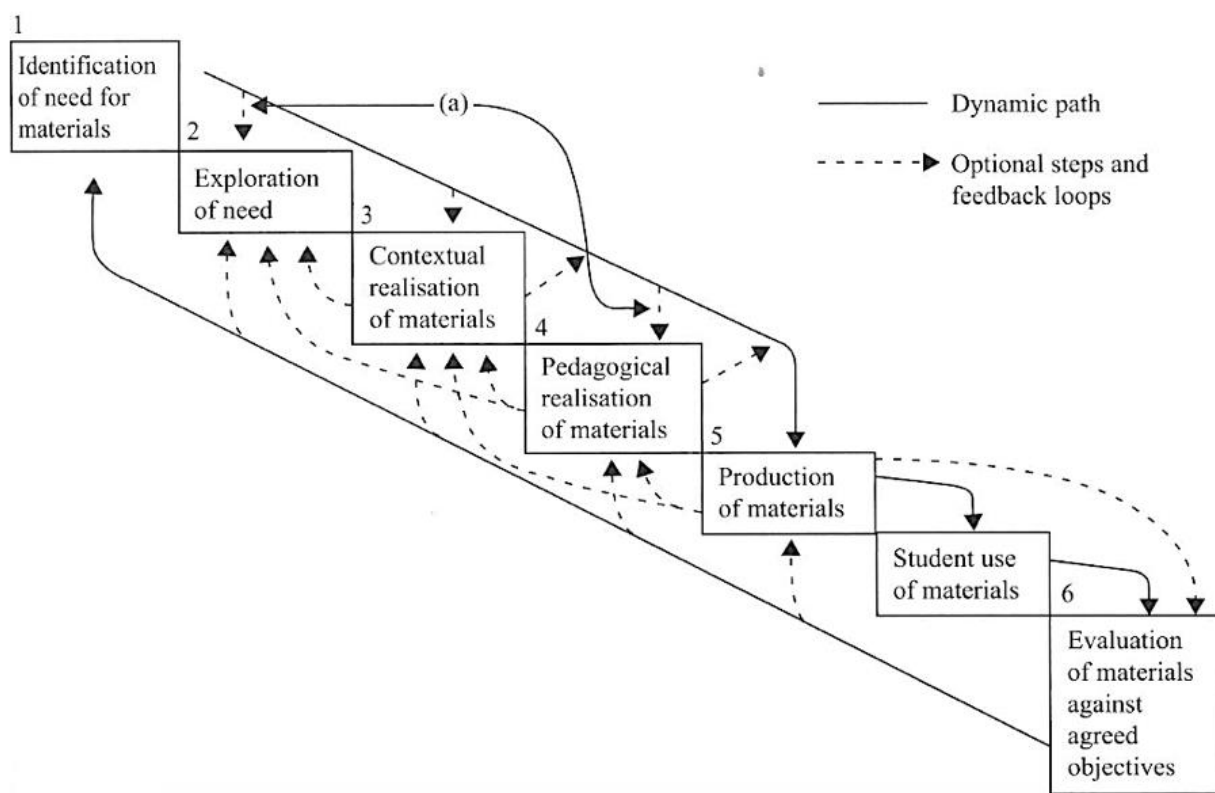 1
Identification
of need for
materials
2
Exploration
of need
3
Contextual
realisation
of materials
4
Pedagogical
realisation
of materials
5
Production
of materials
Student use
of materials
6
Evaluation
of materials
against
agreed
objectives
(a)
Dynamic path
Optional steps and
feedback loops